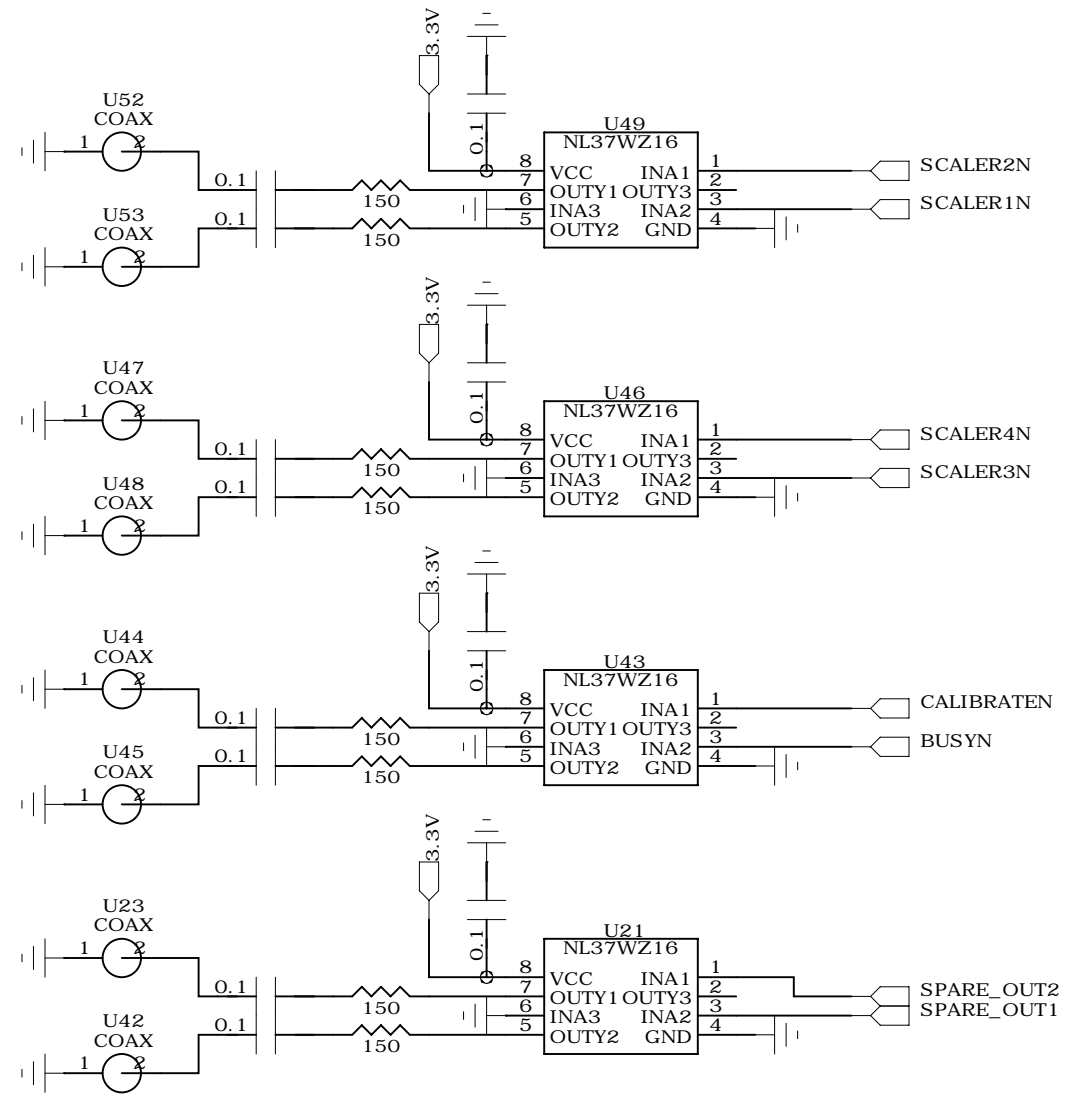 3.3V
U52
COAX
1 2
0.1
U49
NL37WZ16
8 VCC INA1 1
SCALER2N
0.1
150
7 OUTY1 OUTY3 2
6 INA3 INA2 3
SCALER1N
U53
COAX
0.1
150
5 OUTY2 GND 4
1 2
3.3V
U47
COAX
1 2
0.1
U46
NL37WZ16
8 VCC INA1 1
SCALER4N
0.1
150
7 OUTY1 OUTY3 2
6 INA3 INA2 3
SCALER3N
U48
COAX
0.1
150
5 OUTY2 GND 4
1 2
3.3V
U44
COAX
1 2
0.1
U43
NL37WZ16
8 VCC INA1 1
CALIBRATEN
0.1
150
7 OUTY1 OUTY3 2
6 INA3 INA2 3
BUSYN
U45
COAX
0.1
150
5 OUTY2 GND 4
1 2
3.3V
U23
COAX
1 2
0.1
U21
NL37WZ16
8 VCC INA1 1
0.1
150
7 OUTY1 OUTY3 2
SPARE_OUT2
6 INA3 INA2 3
SPARE_OUT1
U42
COAX
0.1
150
5 OUTY2 GND 4
1 2